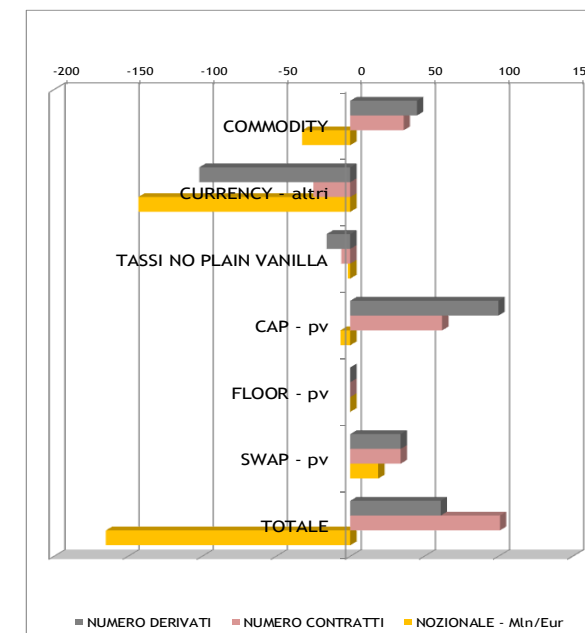 -200 -150 -100 -50 0 50 100 15
COMMODITY
CURRENCY - altri
TASSI NO PLAIN VANILLA
CAP - pv
FLOOR - pv
SWAP - pv
TOTALE
NUMERO DERIVATI NUMERO CONTRATTI NOZIONALE - Mln/Eur